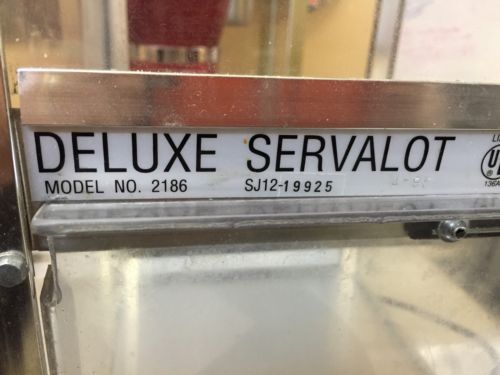 DELUXE SERVALOT
MODEL NO. 2186 SJ12-19925